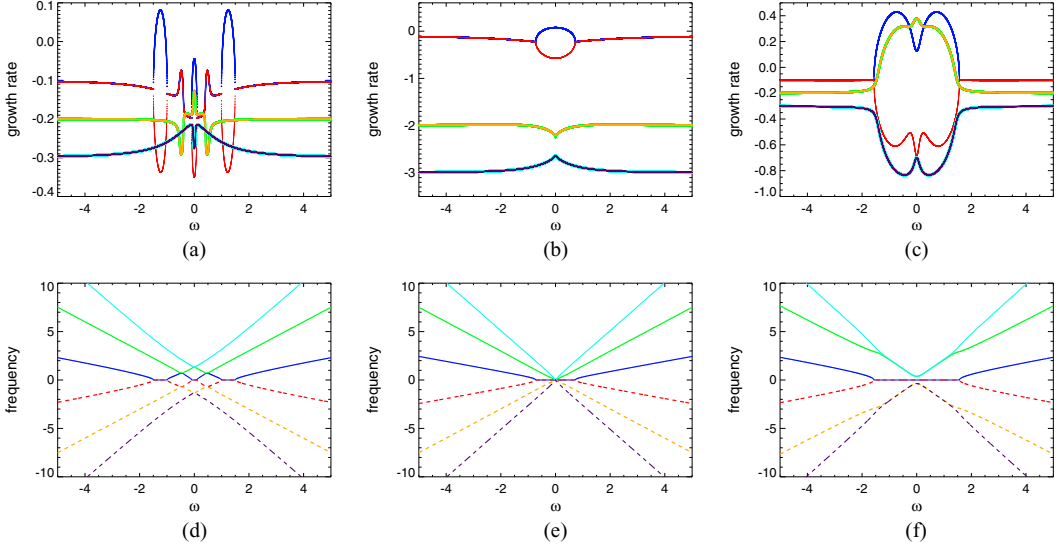 0.1
0.0
-0.1
-0.2
-0.3
-0.4
growth rate
-4 -2 0 2 4
ω
(a)
0
-1
-2
-3
growth rate
-4 -2 0 2 4
ω
(b)
0.4
0.2
0.0
-0.2
-0.4
-0.6
-0.8
-1.0
growth rate
-4 -2 0 2 4
ω
(c)
10
5
0
-5
-10
frequency
-4 -2 0 2 4
ω
(d)
10
5
0
-5
-10
frequency
-4 -2 0 2 4
ω
(e)
10
5
0
-5
-10
frequency
-4 -2 0 2 4
ω
(f)